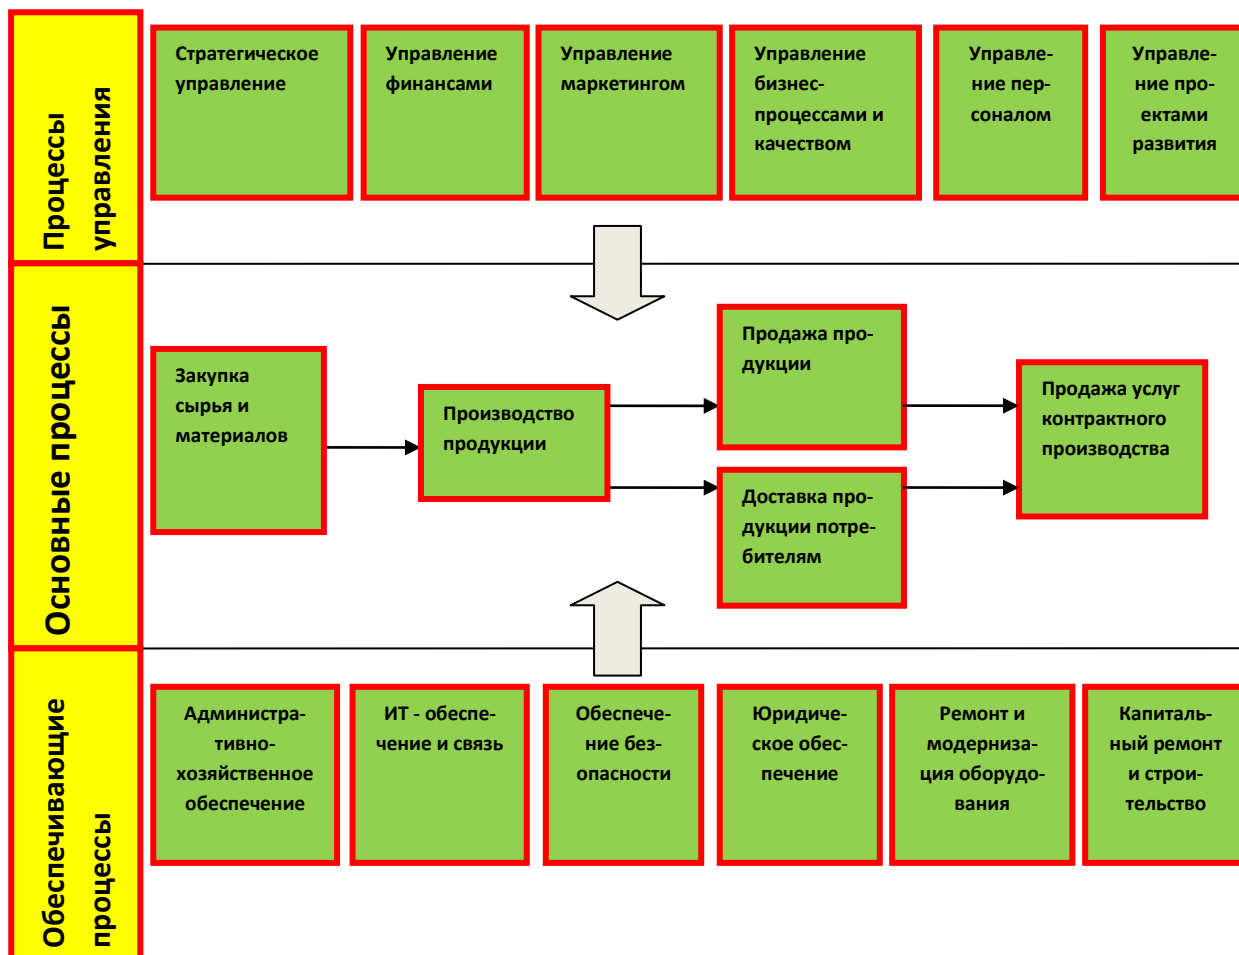 Процессы
управления
Стратегическое
управление
Управление
финансами
Управление
маркетингом
Управление
бизнес-
процессами и
качеством
Управле-
ние пер-
соналом
Управле-
ние про-
ектами
развития
Основные процессы
Закупка
сырья и
материалов
Производство
продукции
Продажа про-
дукции
Доставка про-
дукции потре-
бителям
Продажа услуг
контрактного
производства
Обеспечивающие
процессы
Администра-
тивно-
хозяйственное
обеспечение
ИТ - обеспе-
чение и связь
Обеспече-
ние без-
опасности
Юридиче-
ское обес-
печение
Ремонт и
модерниза-
ция оборудо-
вания
Капиталь-
ный ремонт
и строи-
тельство